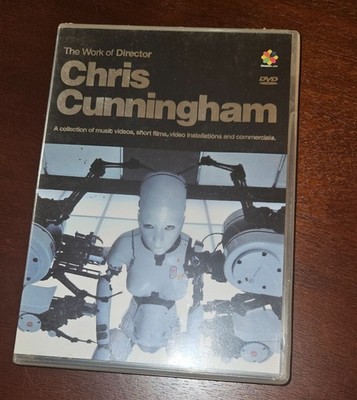 The Work of Director
Chris
Cunningham
DVD
A collection of music videos, short films, video installations and commercials.